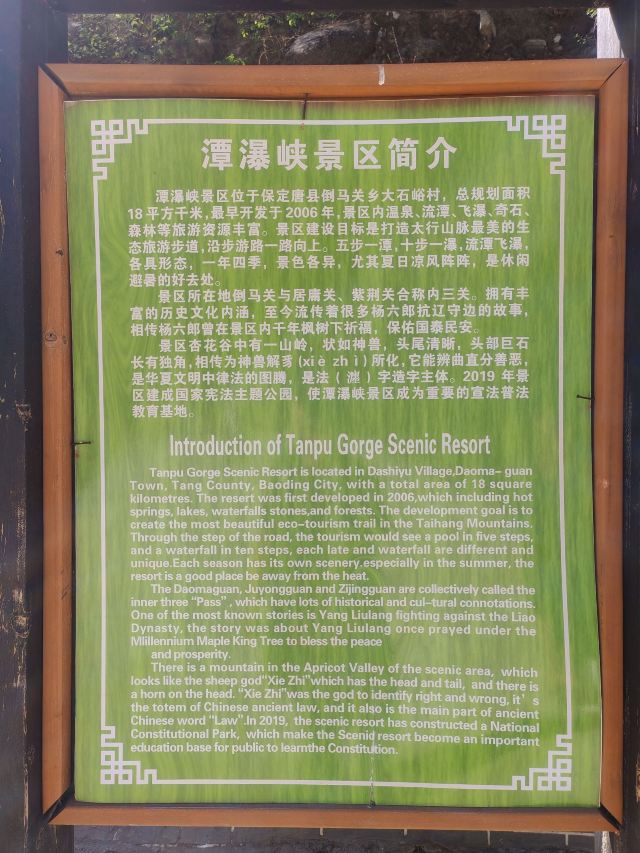 潭瀑峡景区简介
潭瀑峡景区位于保定唐县倒马关乡大石峪村，总规划面积
18平方千米，最早开发于2006年，景区内温泉、流潭、飞瀑、奇石、
森林等旅游资源丰富。景区建设目标是打造太行山脉最美的生
态旅游步道，沿步游路一路向上。五步一潭，十步一瀑，流潭飞瀑，
各具形态，一年四季，景色各异，尤其夏日凉风阵阵，是休闲
避暑的好去处。
景区所在地倒马关与居庸关、紫荆关合称内三关。拥有丰
富的历史文化内涵，至今流传着很多杨六郎抗辽守边的故事，
相传杨六郎曾在景区内千年枫树下祈福，保佑国泰民安。
景区杏花谷中有一山岭，状如神兽，头尾清晰，头部巨石
长有独角，相传为神兽解豸(xiè zhì)所化，它能辨曲直分善恶，
是华夏文明中律法的图腾，是法（灋）字造字主体。2019年景
区建成国家宪法主题公园，使潭瀑峡景区成为重要的宣法普法
教育基地。
Introduction of Tanpu Gorge Scenic Resort
Tanpu Gorge Scenic Resort is located in Dashiyu Village,Daoma-guan
Town, Tang County, Baoding City, with a total area of 18 square
kilometres. The resert was first developed in 2006,which including hot
springs, lakes, waterfalls stones,and forests. The development goal is to
create the most beautiful eco-tourism trail in the Taihang Mountains.
Through the step of the road, the tourism would see a pool in five steps,
and a waterfall in ten steps, each late and waterfall are different and
unique.Each season has its own scenery.especially in the summer, the
resort is a good place be away from the heat.
The Daomaguan, Juyongguan and Zijingguan are collectively called the
inner three "Pass", which have lots of historical and cul-tural connotations.
One of the most known stories is Yang Liulang fighting against the Liao
Dynasty, the story was about Yang Liulang once prayed under the
Mlillennium Maple King Tree to bless the peace
and prosperity.
There is a mountain in the Apricot Valley of the scenic area, which
looks like the sheep god"Xie Zhi"which has the head and tail, and there is
a horn on the head. "Xie Zhi"was the god to identify right and wrong, it's
the totem of Chinese ancient law, and it also is the main part of ancient
Chinese word "Law".In 2019, the scenic resort has constructed a National
Constitutional Park, which make the Scenic resort become an important
education base for public to learnthe Constitution.